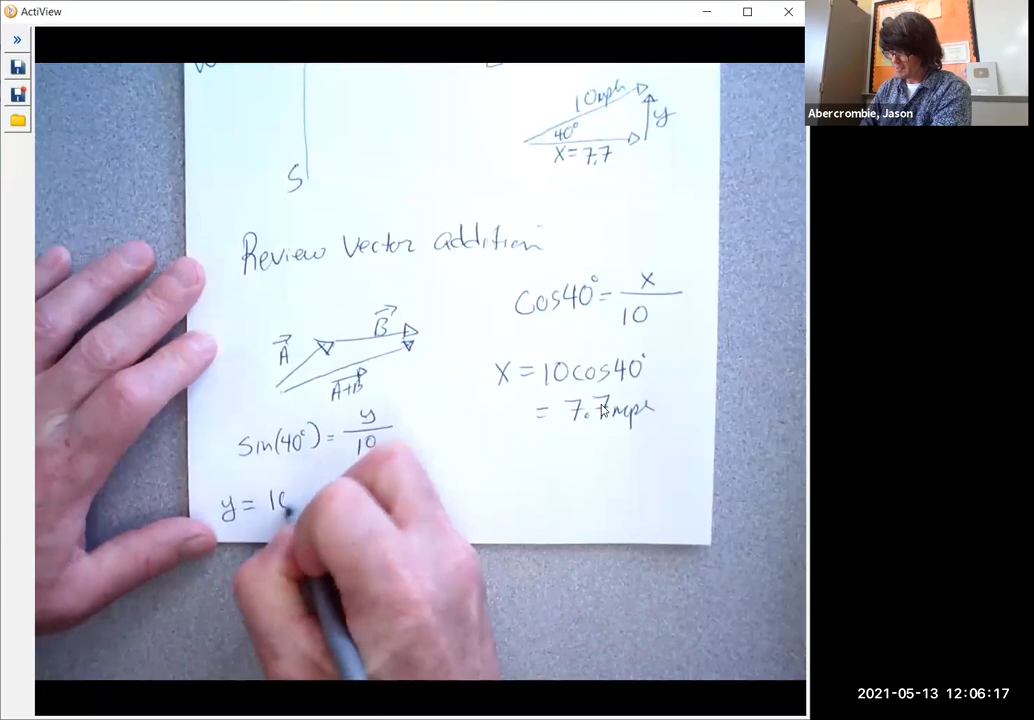 ActiView
»
Abercrombie, Jason
10mph
40°
y
X = 7.7
S
Review Vector addition
A
B
A+B
Cos40° = x
10
X = 10cos40°
= 7.7mph
sin(40°) = y
10
y = 10
2021-05-13 12:06:17